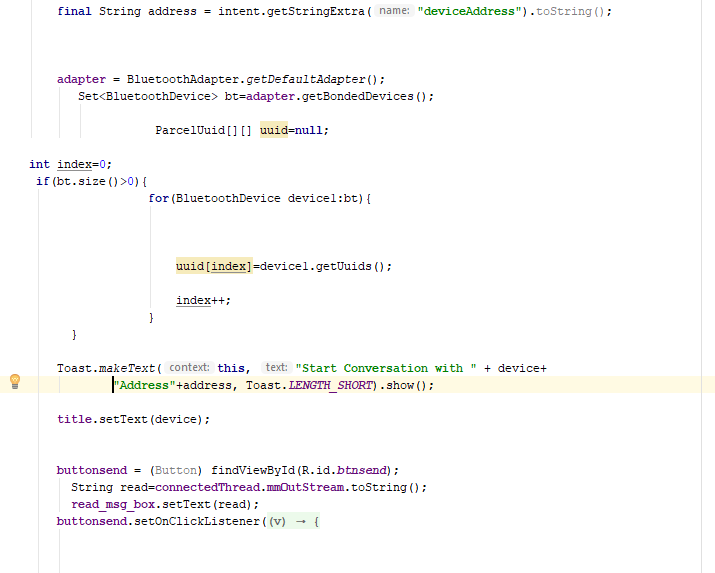 final String address = intent.getStringExtra( name: "deviceAddress").toString();
adapter = BluetoothAdapter.getDefaultAdapter();
Set<BluetoothDevice> bt=adapter.getBondedDevices();
ParcelUuid[][] uuid=null;
int index=0;
if(bt.size()>0){
for(BluetoothDevice device1:bt){
uuid[index]=device1.getUuids();
index++;
}
}
Toast.makeText( context: this, text: "Start Conversation with " + device+
"Address"+address, Toast.LENGTH_SHORT).show();
title.setText(device);
buttonsend = (Button) findViewById(R.id.btnsend);
String read=connectedThread.mmOutStream.toString();
read_msg_box.setText(read);
buttonsend.setOnClickListener((v) → {